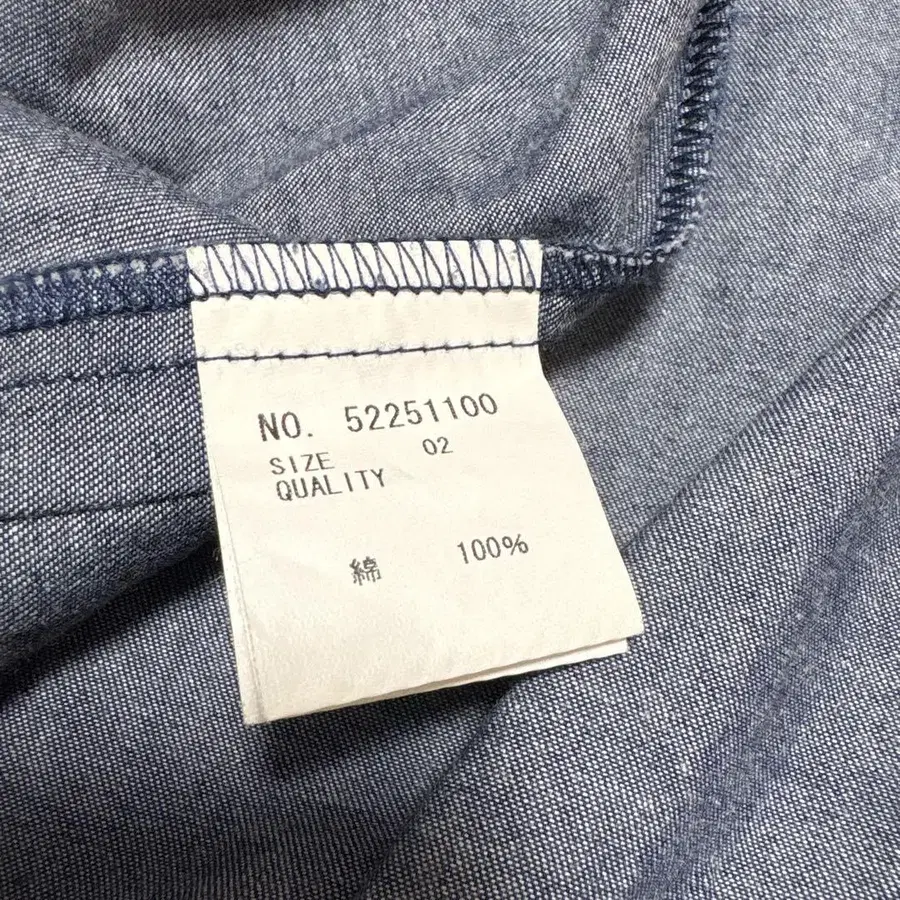 NO. 52251100
SIZE 02
QUALITY
綿 100%